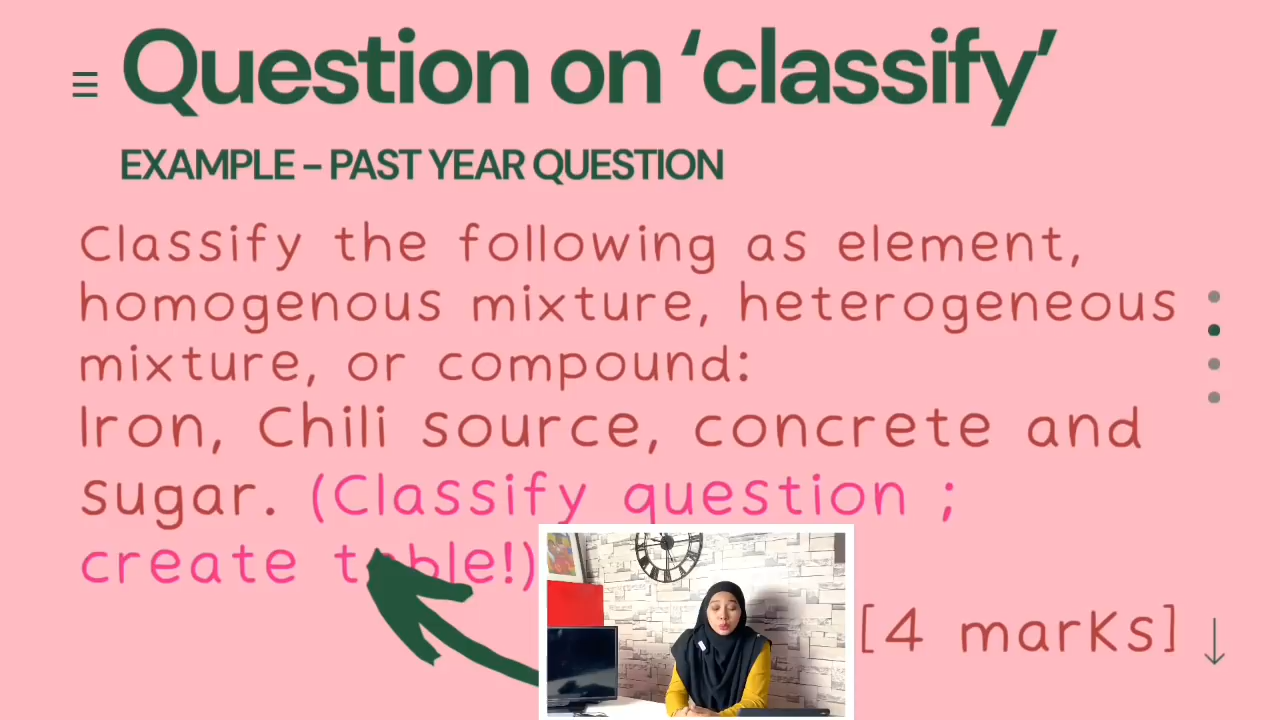 Question on ‘classify’
EXAMPLE – PAST YEAR QUESTION
Classify the following as element,
homogenous mixture, heterogeneous
mixture, or compound:
Iron, Chili source, concrete and
sugar. (Classify question ;
create table!)
[4 marks]